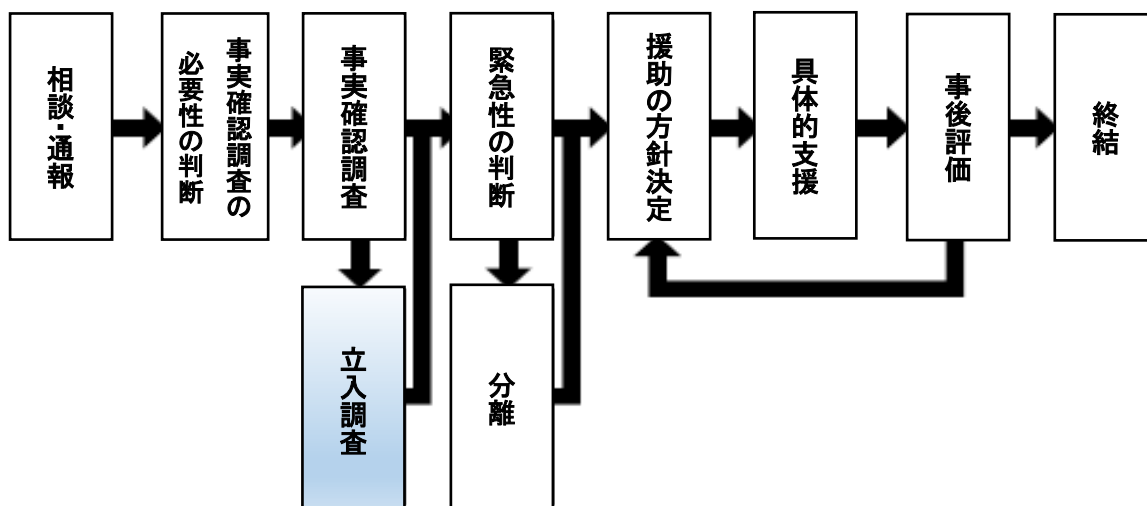 相談・通報
事実確認調査の
必要性の判断
事実確認調査
緊急性の判断
援助の方針決定
具体的支援
事後評価
終結
立入調査
分離